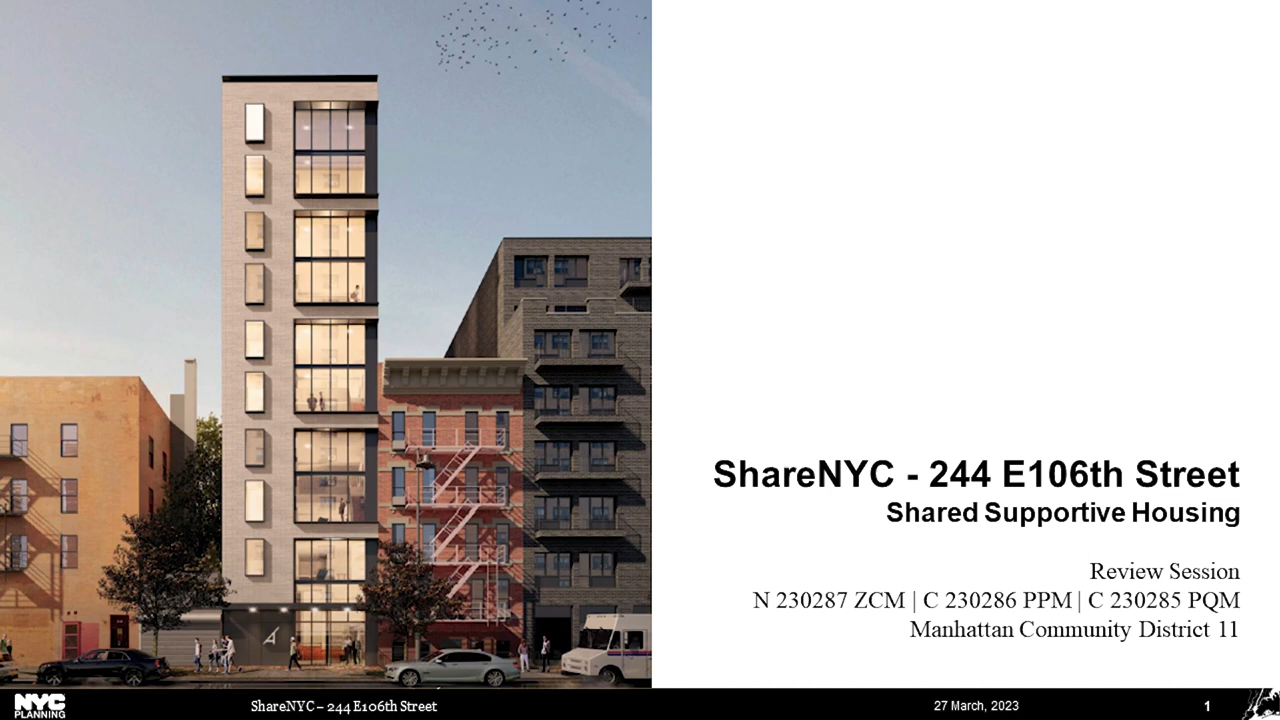 ShareNYC - 244 E106th Street
Shared Supportive Housing
Review Session
N 230287 ZCM | C 230286 PPM | C 230285 PQM
Manhattan Community District 11
NYC
PLANNING
ShareNYC – 244 E106th Street
27 March, 2023
1